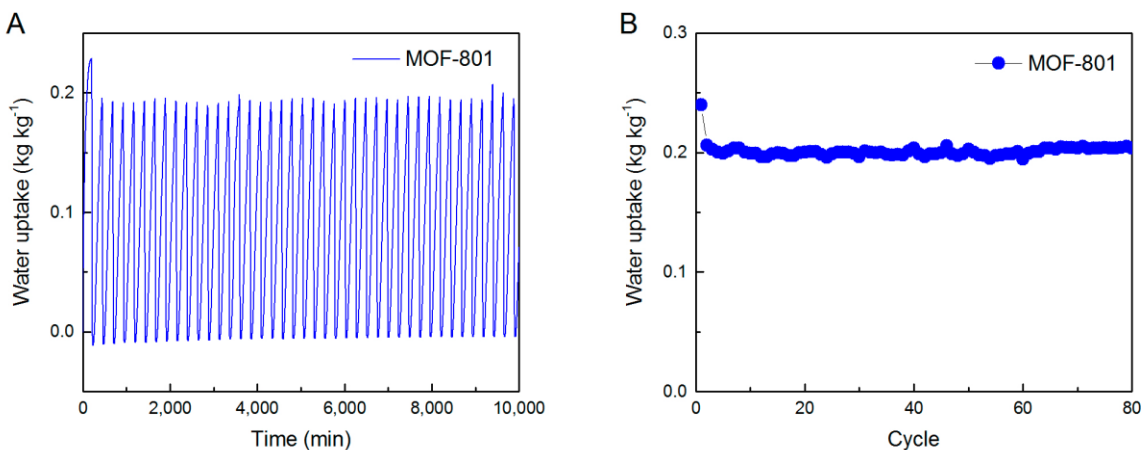 A
MOF-801
Water uptake (kg kg⁻¹)
0.2
0.1
0.0
0
2,000
4,000
6,000
8,000
10,000
Time (min)
B
MOF-801
Water uptake (kg kg⁻¹)
0.3
0.2
0.1
0.0
0
20
40
60
80
Cycle